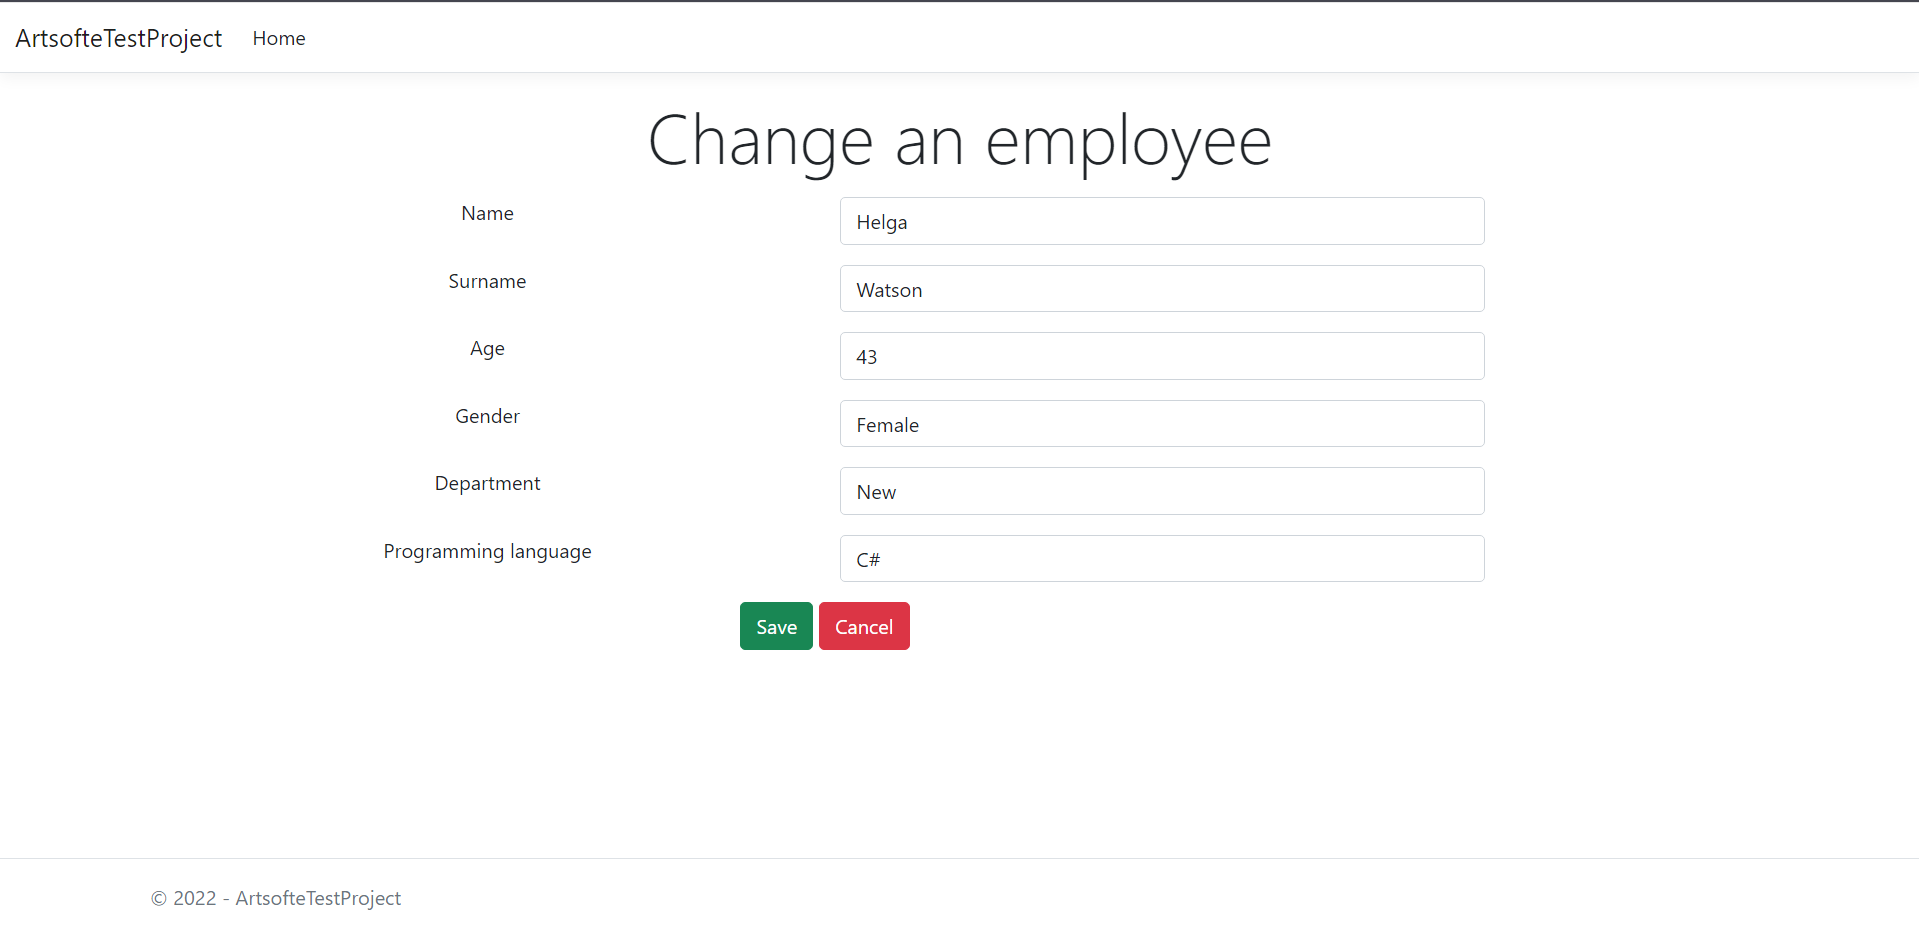 ArtsofteTestProject Home
Change an employee
Name Helga
Surname Watson
Age 43
Gender Female
Department New
Programming language C#
Save Cancel
© 2022 - ArtsofteTestProject